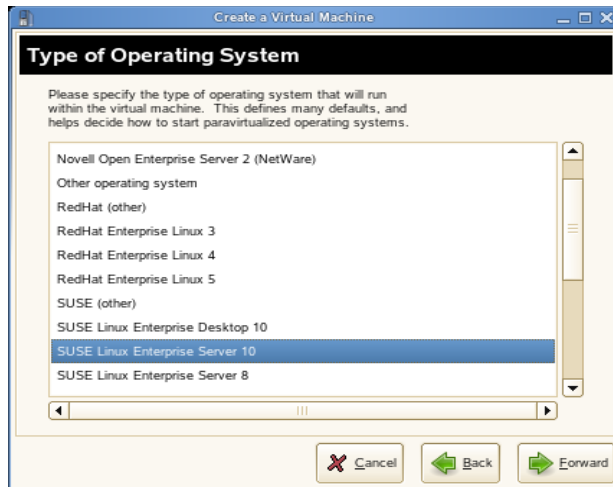 Create a Virtual Machine
Type of Operating System
Please specify the type of operating system that will run
within the virtual machine. This defines many defaults, and
helps decide how to start paravirtualized operating systems.
Novell Open Enterprise Server 2 (NetWare)
Other operating system
RedHat (other)
RedHat Enterprise Linux 3
RedHat Enterprise Linux 4
RedHat Enterprise Linux 5
SUSE (other)
SUSE Linux Enterprise Desktop 10
SUSE Linux Enterprise Server 10
SUSE Linux Enterprise Server 8
Cancel Back Forward